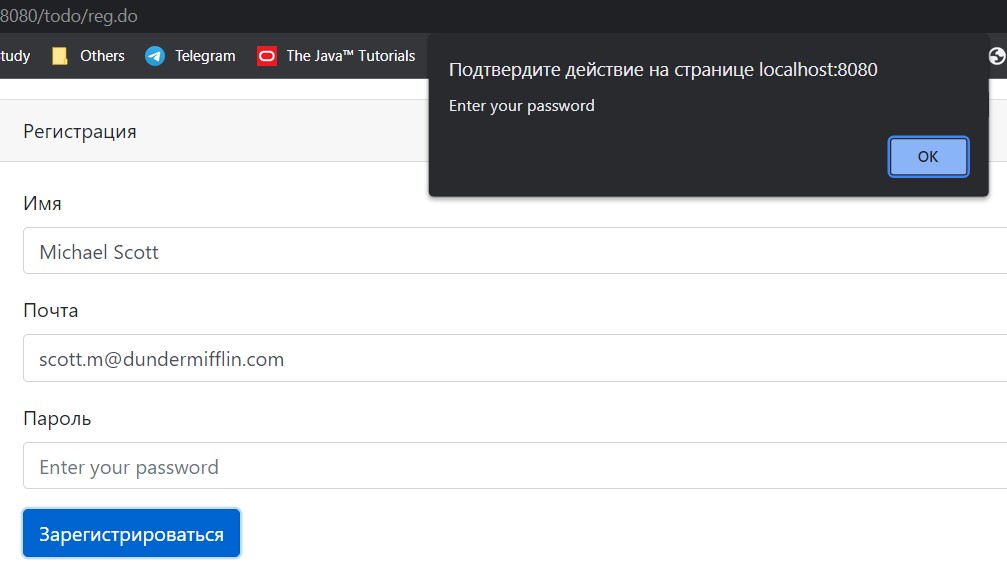 8080/todo/reg.do
tudy Others Telegram The Java™ Tutorials
Подтвердите действие на странице localhost:8080
Enter your password
OK
Регистрация
Имя
Michael Scott
Почта
scott.m@dundermifflin.com
Пароль
Enter your password
Зарегистрироваться